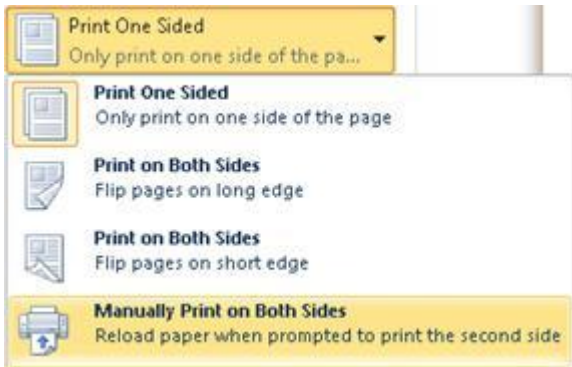 Print One Sided
Only print on one side of the pa...
Print One Sided
Only print on one side of the page
Print on Both Sides
Flip pages on long edge
Print on Both Sides
Flip pages on short edge
Manually Print on Both Sides
Reload paper when prompted to print the second side